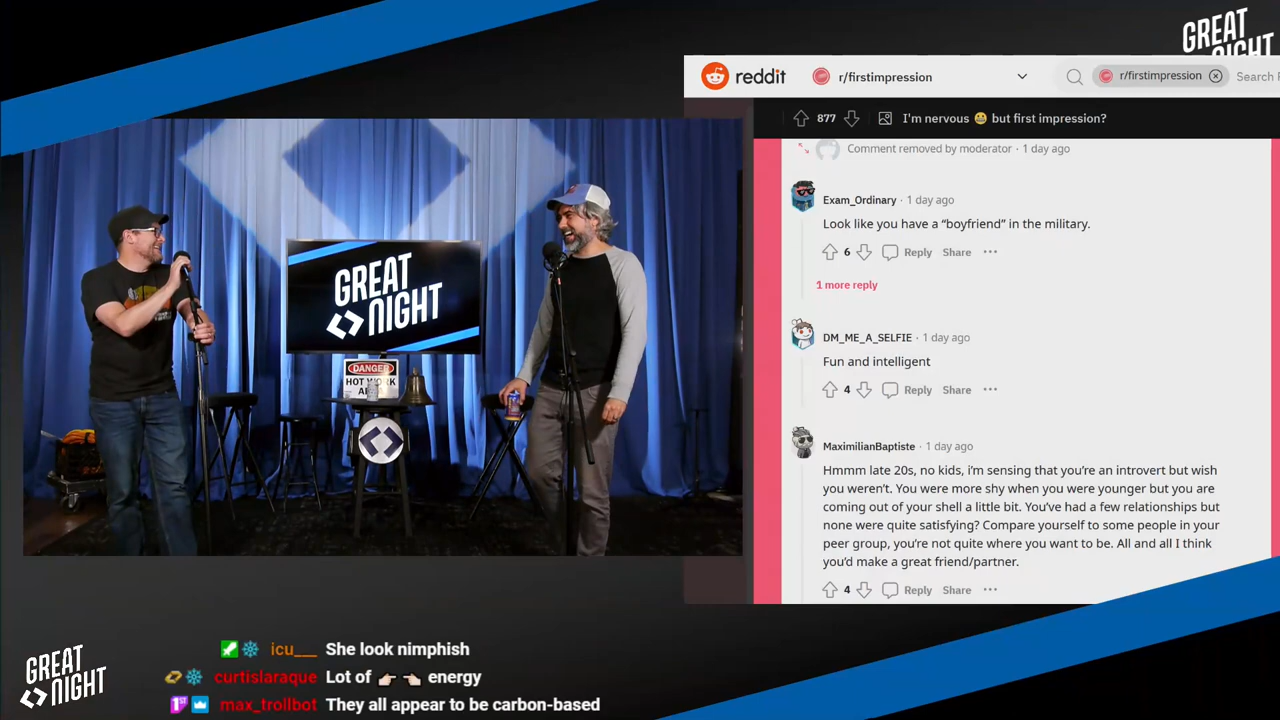 GREAT
NIGHT
reddit
r/firstimpression
r/firstimpression
Search
877
I'm nervous 😅 but first impression?
Comment removed by moderator · 1 day ago
Exam_Ordinary · 1 day ago
Look like you have a “boyfriend” in the military.
6 Reply Share ···
1 more reply
DM_ME_A_SELFIE · 1 day ago
Fun and intelligent
4 Reply Share ···
MaximilianBaptiste · 1 day ago
Hmmm late 20s, no kids, i’m sensing that you’re an introvert but wish
you weren’t. You were more shy when you were younger but you are
coming out of your shell a little bit. You’ve had a few relationships but
none were quite satisfying? Compare yourself to some people in your
peer group, you’re not quite where you want to be. All and all I think
you’d make a great friend/partner.
4 Reply Share ···
GREAT
NIGHT
DANGER
HOT WORK
GREAT
NIGHT
icu___ She look nimphish
curtislaraque Lot of 👉🏻 👈🏻 energy
max_trollbot They all appear to be carbon-based